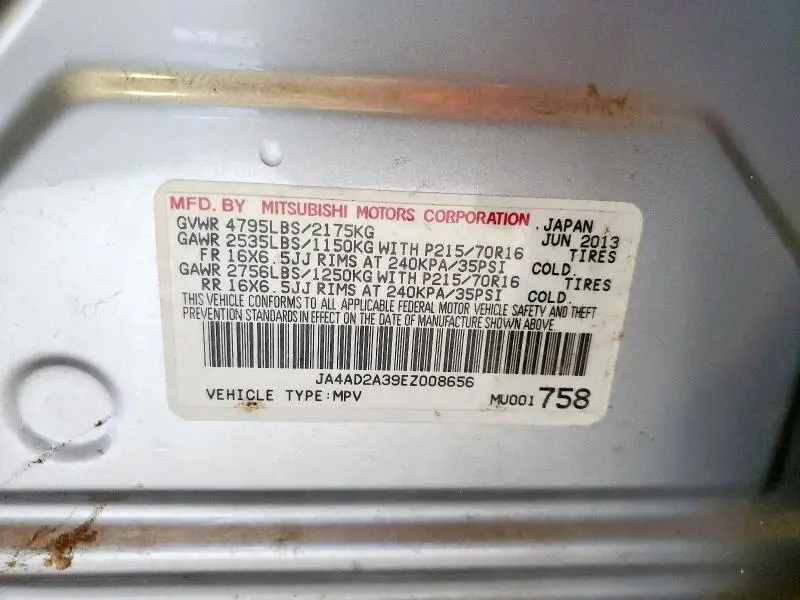 MFD. BY MITSUBISHI MOTORS CORPORATION JAPAN
GVWR 4795LBS/2175KG JUN 2013
GAWR 2535LBS/1150KG WITH P215/70R16 TIRES
FR 16X6.5JJ RIMS AT 240KPA/35PSI COLD.
GAWR 2756LBS/1250KG WITH P215/70R16 TIRES
RR 16X6.5JJ RIMS AT 240KPA/35PSI COLD.
THIS VEHICLE CONFORMS TO ALL APPLICABLE FEDERAL MOTOR VEHICLE SAFETY AND THEFT
PREVENTION STANDARDS IN EFFECT ON THE DATE OF MANUFACTURE SHOWN ABOVE.
JA4AD2A39EZ008656
VEHICLE TYPE:MPV MU001758